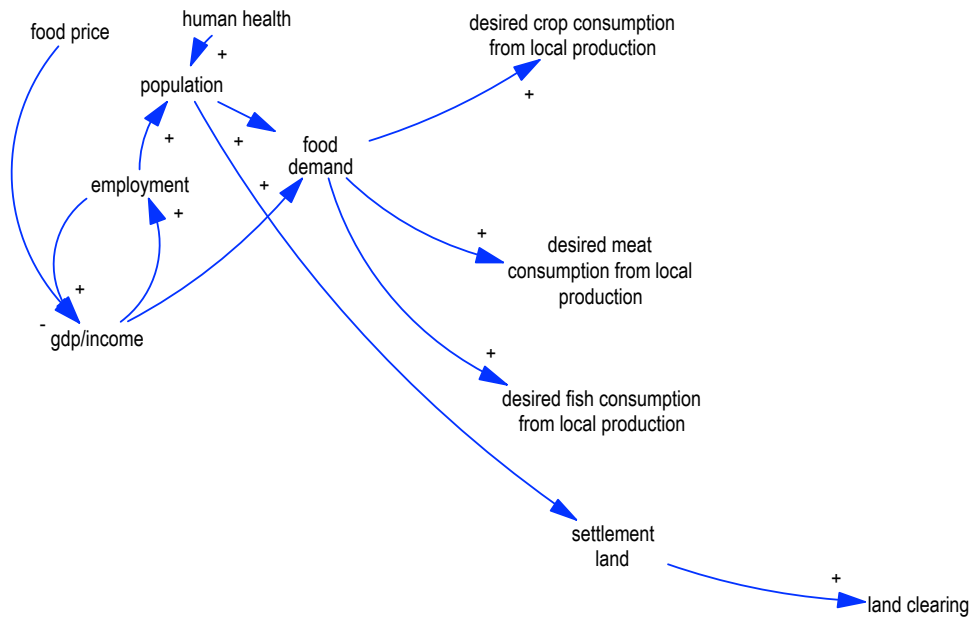 food price
human health
desired crop consumption
from local production
+
population
+
+
+
food
demand
+
employment
+
+
desired meat
consumption from local
production
+
-
gdp/income
+
desired fish consumption
from local production
settlement
land
+
land clearing